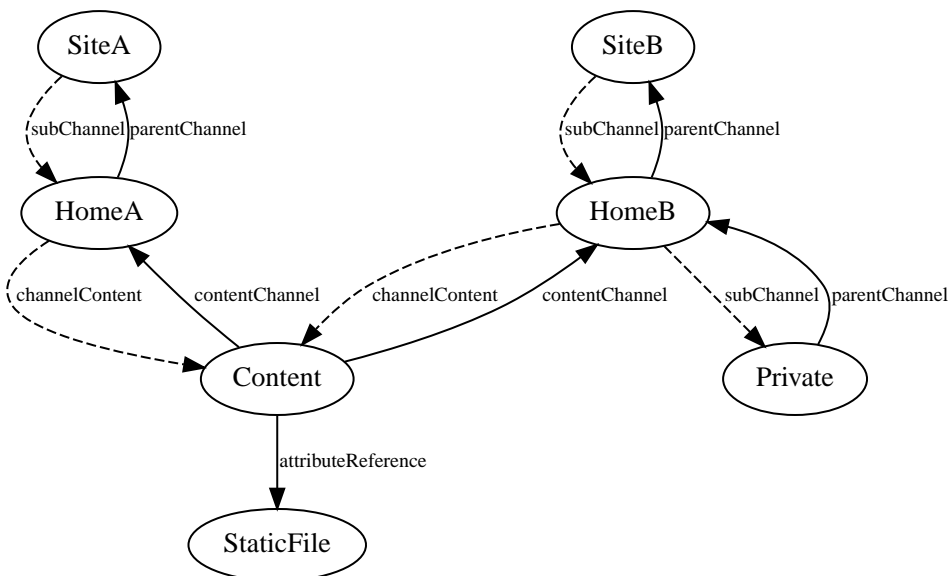 SiteA
SiteB
subChannel
parentChannel
subChannel
parentChannel
HomeA
HomeB
channelContent
contentChannel
channelContent
contentChannel
subChannel
parentChannel
Content
Private
attributeReference
StaticFile